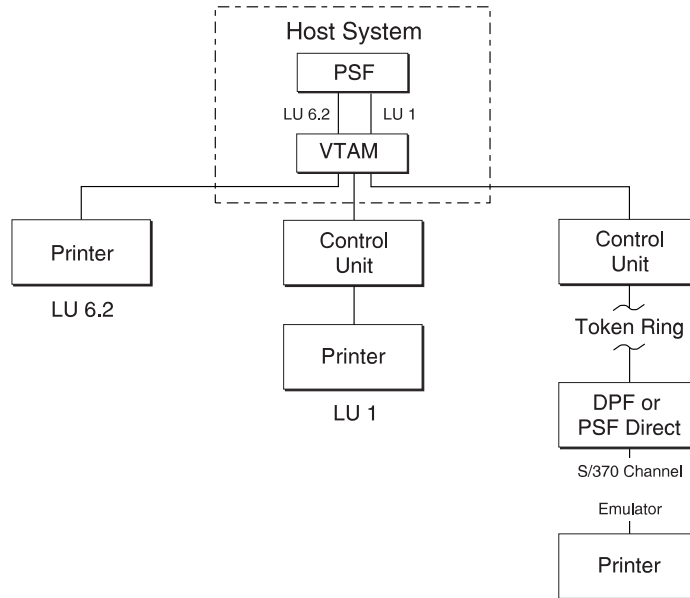 Host System
PSF
LU 6.2
LU 1
VTAM
Printer
LU 6.2
Control
Unit
Printer
LU 1
Control
Unit
Token Ring
DPF or
PSF Direct
S/370 Channel
Emulator
Printer